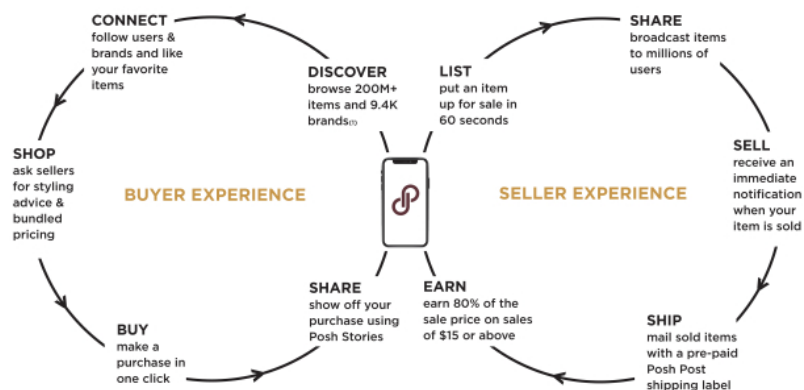 CONNECT
follow users &
brands and like
your favorite
items
DISCOVER
browse 200M+
items and 9.4K
brands(1)
SHOP
ask sellers
for styling
advice &
bundled
pricing
BUYER EXPERIENCE
BUY
make a
purchase in
one click
SHARE
show off your
purchase using
Posh Stories
LIST
put an item
up for sale in
60 seconds
SHARE
broadcast items
to millions of
users
SELL
receive an
immediate
notification
when your
item is sold
SELLER EXPERIENCE
SHIP
mail sold items
with a pre-paid
Posh Post
shipping label
EARN
earn 80% of the
sale price on sales
of $15 or above